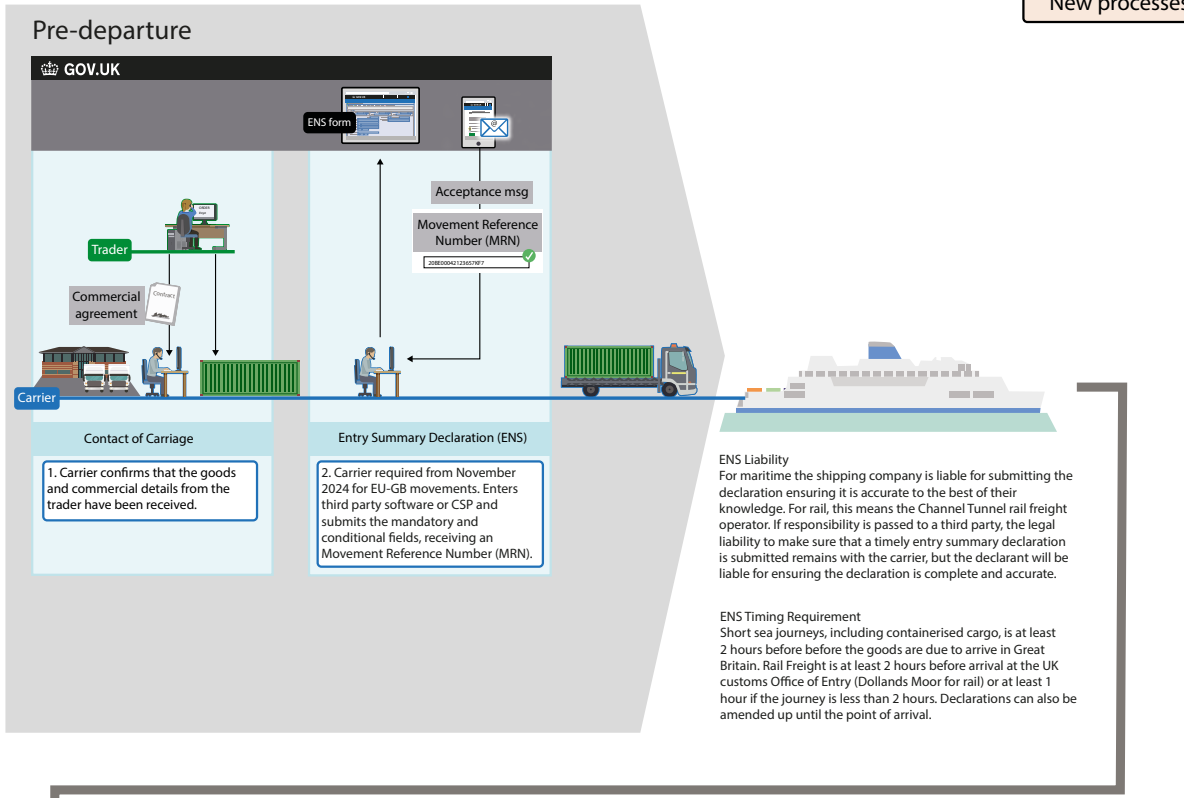 New processes
Pre-departure
GOV.UK
ENS form
Acceptance msg
Movement Reference
Number (MRN)
20BE00042123657KF7
Trader
Commercial
agreement
Contract
Carrier
Contact of Carriage
1. Carrier confirms that the goods
and commercial details from the
trader have been received.
Entry Summary Declaration (ENS)
2. Carrier required from November
2024 for EU-GB movements. Enters
third party software or CSP and
submits the mandatory and
conditional fields, receiving an
Movement Reference Number (MRN).
ENS Liability
For maritime the shipping company is liable for submitting the
declaration ensuring it is accurate to the best of their
knowledge. For rail, this means the Channel Tunnel rail freight
operator. If responsibility is passed to a third party, the legal
liability to make sure that a timely entry summary declaration
is submitted remains with the carrier, but the declarant will be
liable for ensuring the declaration is complete and accurate.
ENS Timing Requirement
Short sea journeys, including containerised cargo, is at least
2 hours before before the goods are due to arrive in Great
Britain. Rail Freight is at least 2 hours before arrival at the UK
customs Office of Entry (Dollands Moor for rail) or at least 1
hour if the journey is less than 2 hours. Declarations can also be
amended up until the point of arrival.